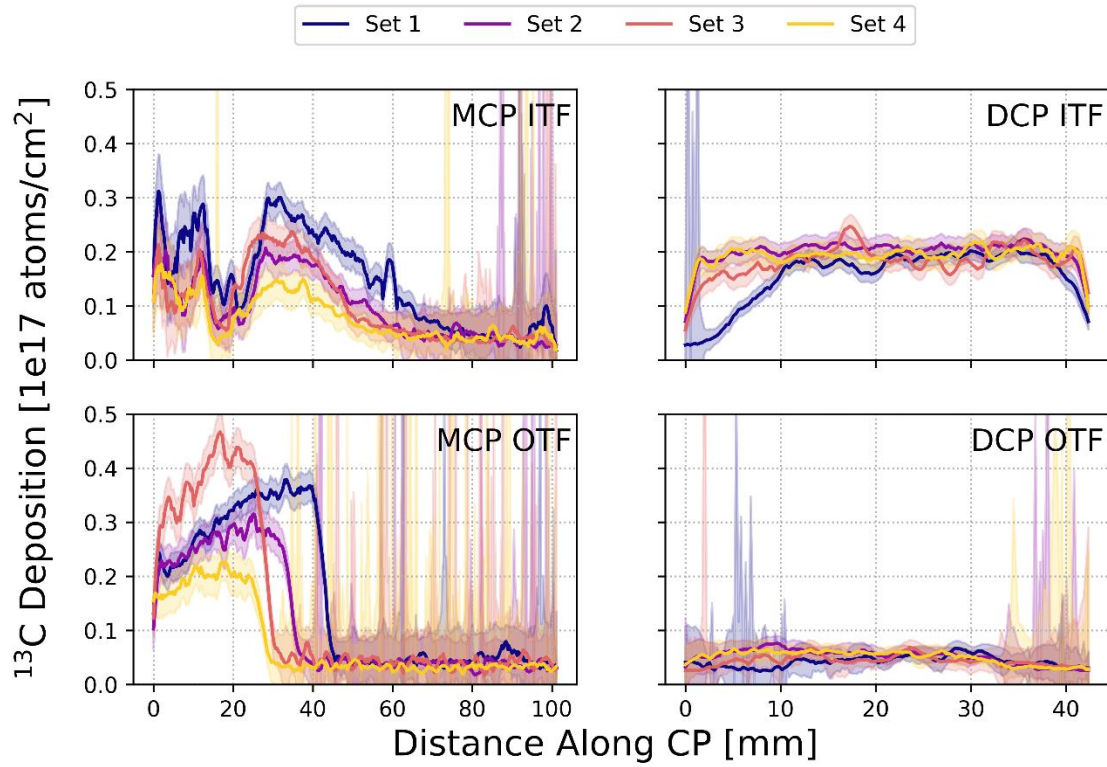 Set 1 Set 2 Set 3 Set 4
¹³C Deposition [1e17 atoms/cm²]
MCP ITF
0.5
0.4
0.3
0.2
0.1
0.0
DCP ITF
MCP OTF
0.5
0.4
0.3
0.2
0.1
0.0
0 20 40 60 80 100
DCP OTF
0 10 20 30 40
Distance Along CP [mm]